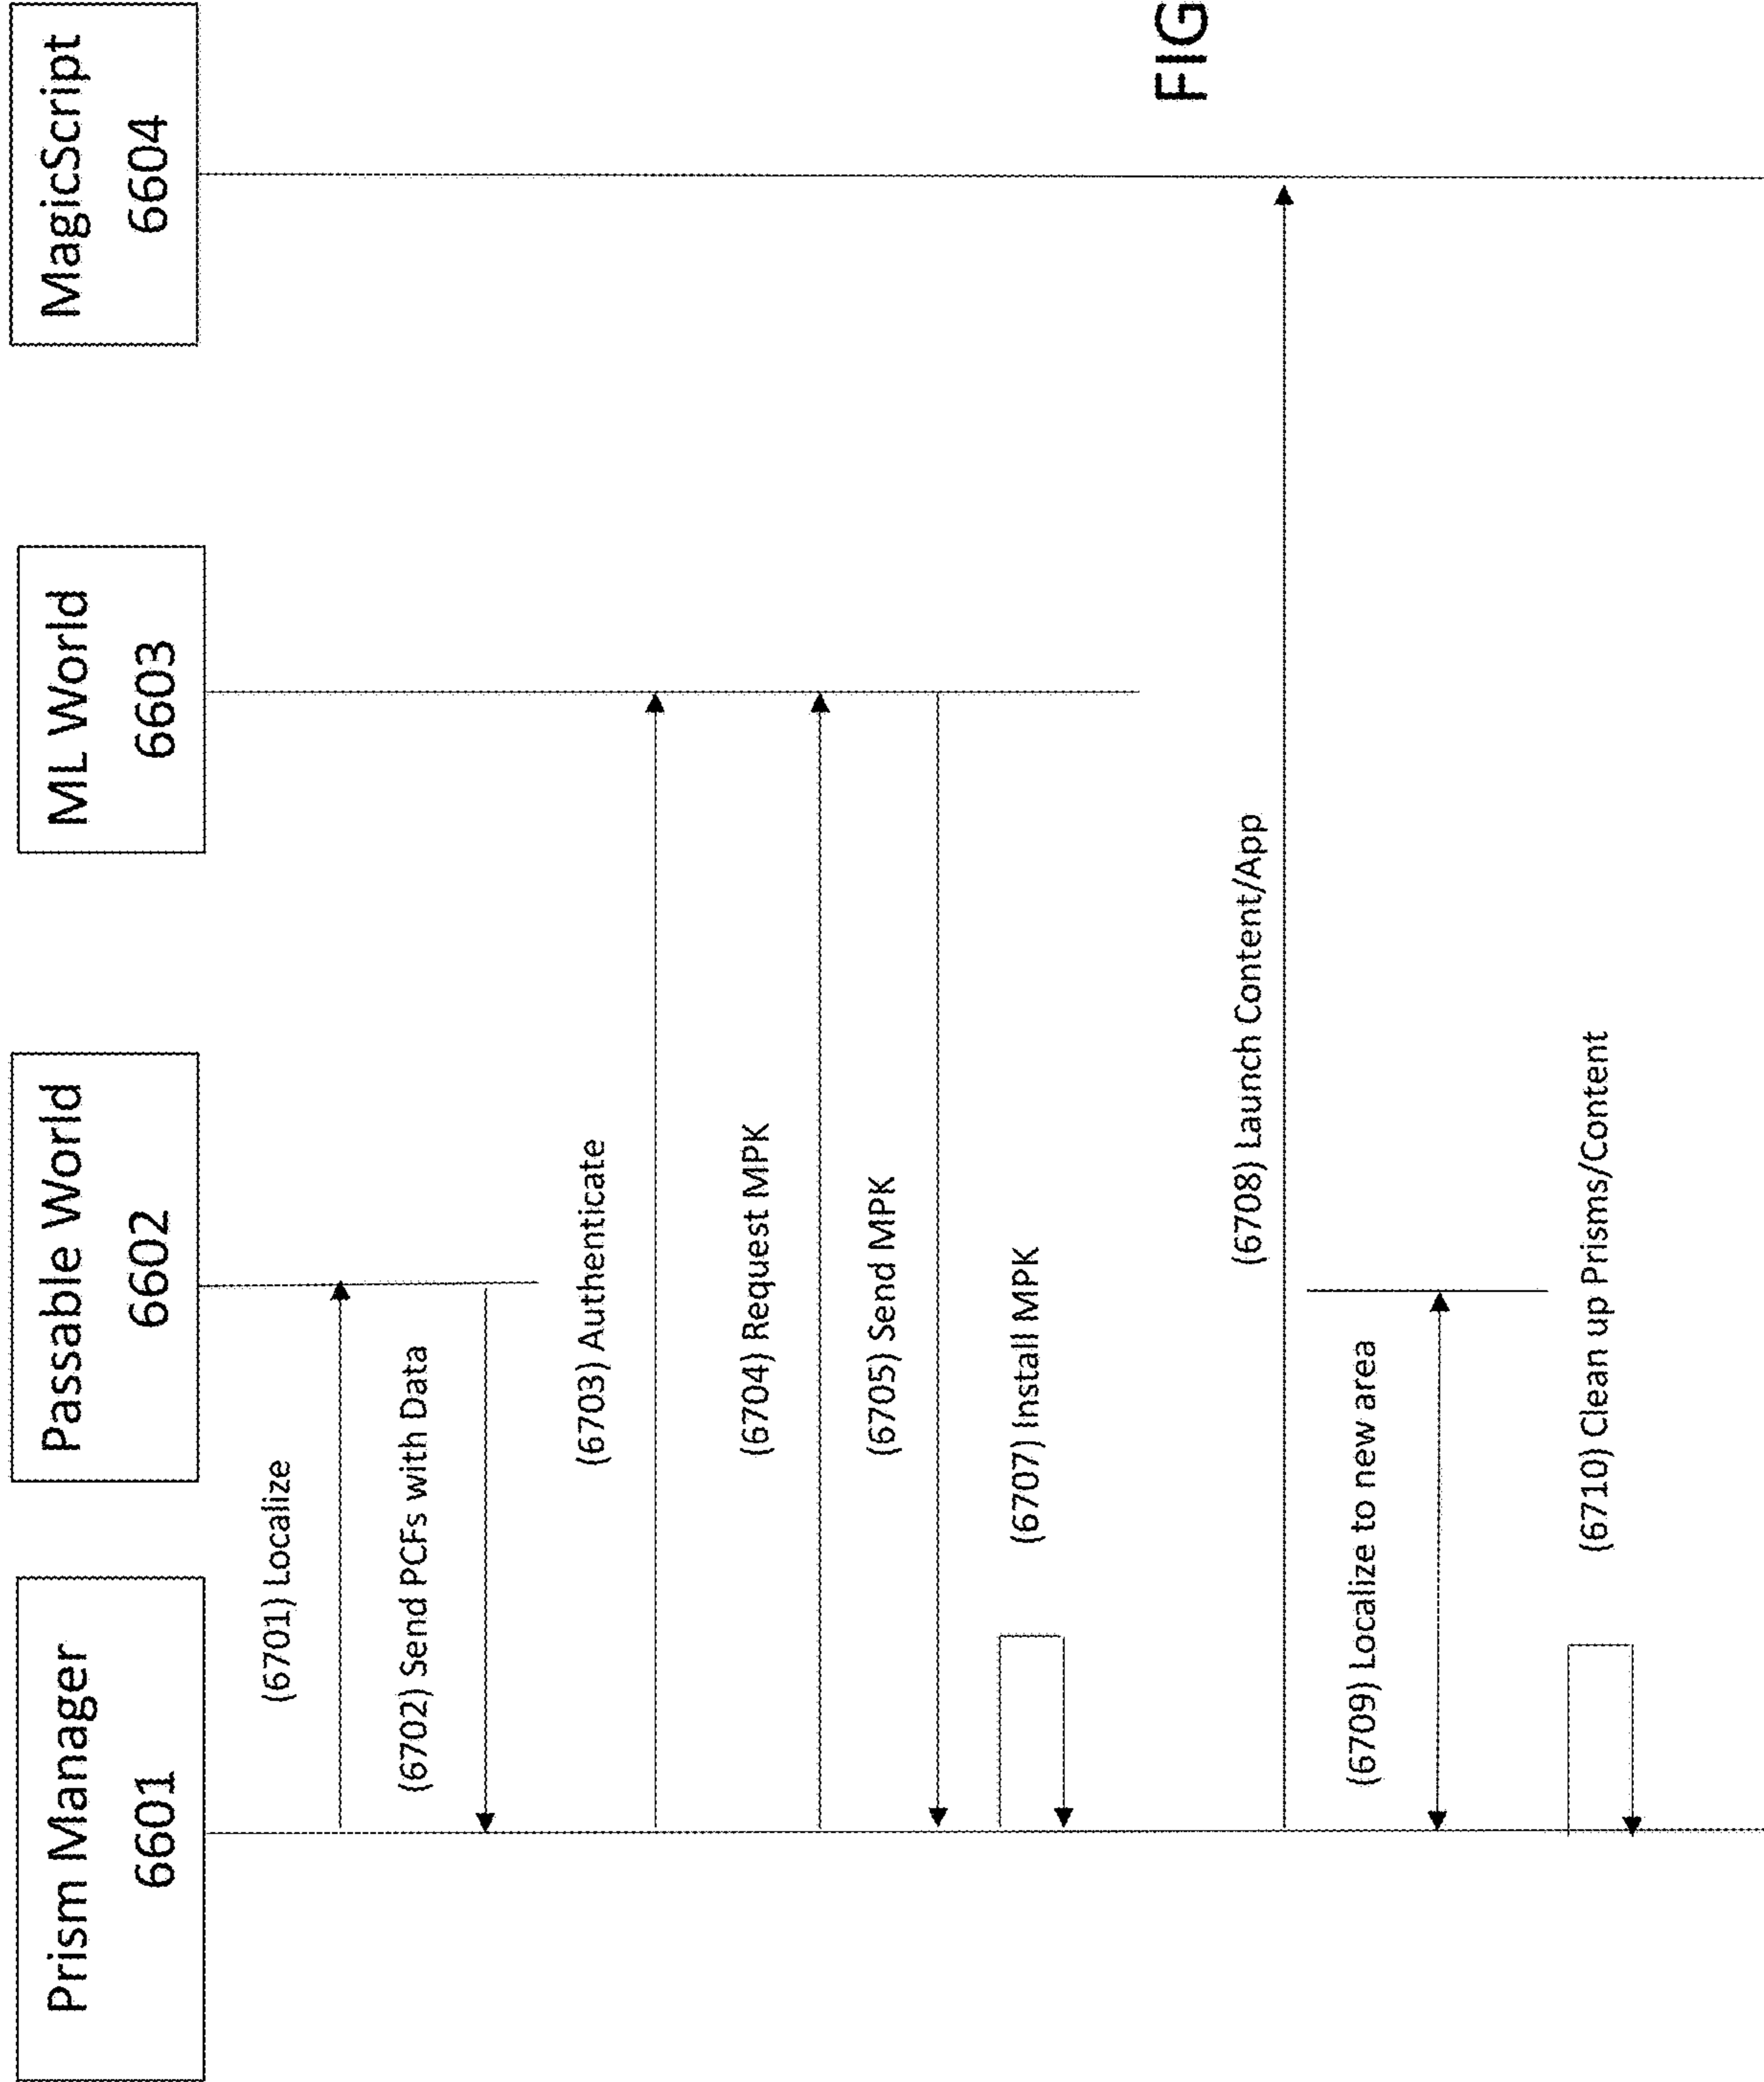 Prism Manager
6601
Passable World
6602
ML World
6603
MagicScript
6604
(6701) Localize
(6702) Send PCFs with Data
(6703) Authenticate
(6704) Request MPK
(6705) Send MPK
(6707) Install MPK
(6708) Launch Content/App
(6709) Localize to new area
(6710) Clean up Prisms/Content
FIG